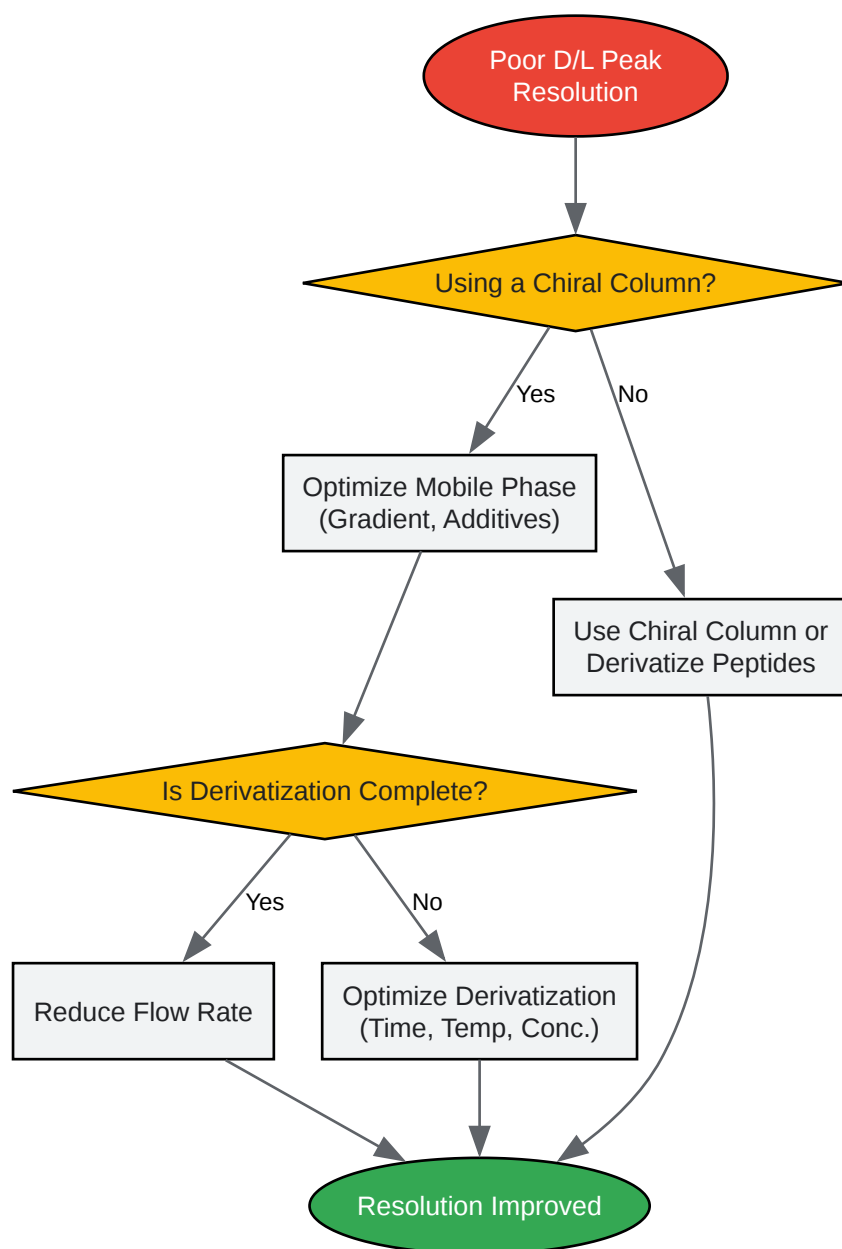 Poor D/L Peak
Resolution
Using a Chiral Column?
Yes
No
Optimize Mobile Phase
(Gradient, Additives)
Use Chiral Column or
Derivatize Peptides
Is Derivatization Complete?
Yes
No
Reduce Flow Rate
Optimize Derivatization
(Time, Temp, Conc.)
Resolution Improved